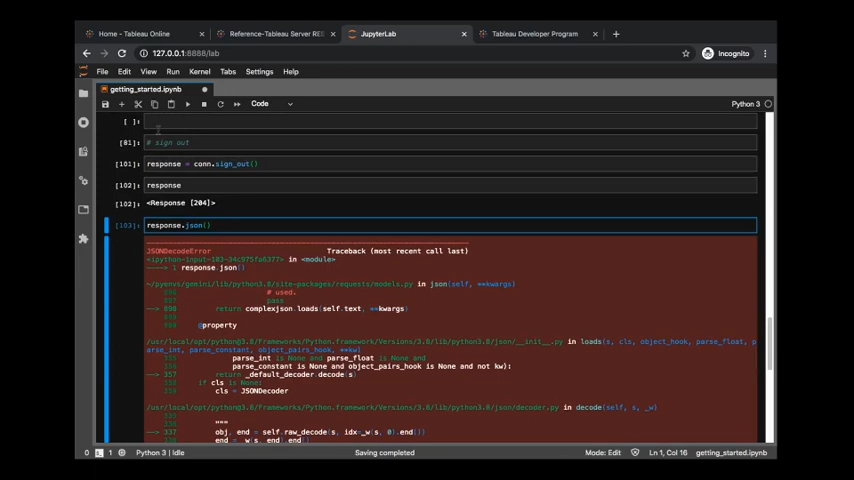 Home - Tableau Online
Reference-Tableau Server RES
JupyterLab
Tableau Developer Program
127.0.0.1:8888/lab
Incognito
File Edit View Run Kernel Tabs Settings Help
getting_started.ipynb
Code
Python 3
[ ]:
[81]: # sign out
[101]: response = conn.sign_out()
[102]: response
[102]: <Response [204]>
[103]: response.json()
JSONDecodeError Traceback (most recent call last)
<ipython-input-103-34c975fa6377> in <module>
----> 1 response.json()
~/pyenvs/gemini/lib/python3.8/site-packages/requests/models.py in json(self, **kwargs)
# used.
pass
--> 898 return complexjson.loads(self.text, **kwargs)
@property
/usr/local/opt/python@3.8/Frameworks/Python.framework/Versions/3.8/lib/python3.8/json/__init__.py in loads(s, cls, object_hook, parse_float, p
arse_int, parse_constant, object_pairs_hook, **kw)
parse_int is None and parse_float is None and
parse_constant is None and object_pairs_hook is None and not kw):
--> 357 return _default_decoder.decode(s)
if cls is None:
cls = JSONDecoder
/usr/local/opt/python@3.8/Frameworks/Python.framework/Versions/3.8/lib/python3.8/json/decoder.py in decode(self, s, _w)
"""
--> 337 obj, end = self.raw_decode(s, idx=_w(s, 0).end())
end = _w(s, end).end()
0 1 Python 3 | Idle Saving completed Mode: Edit Ln 1, Col 16 getting_started.ipynb